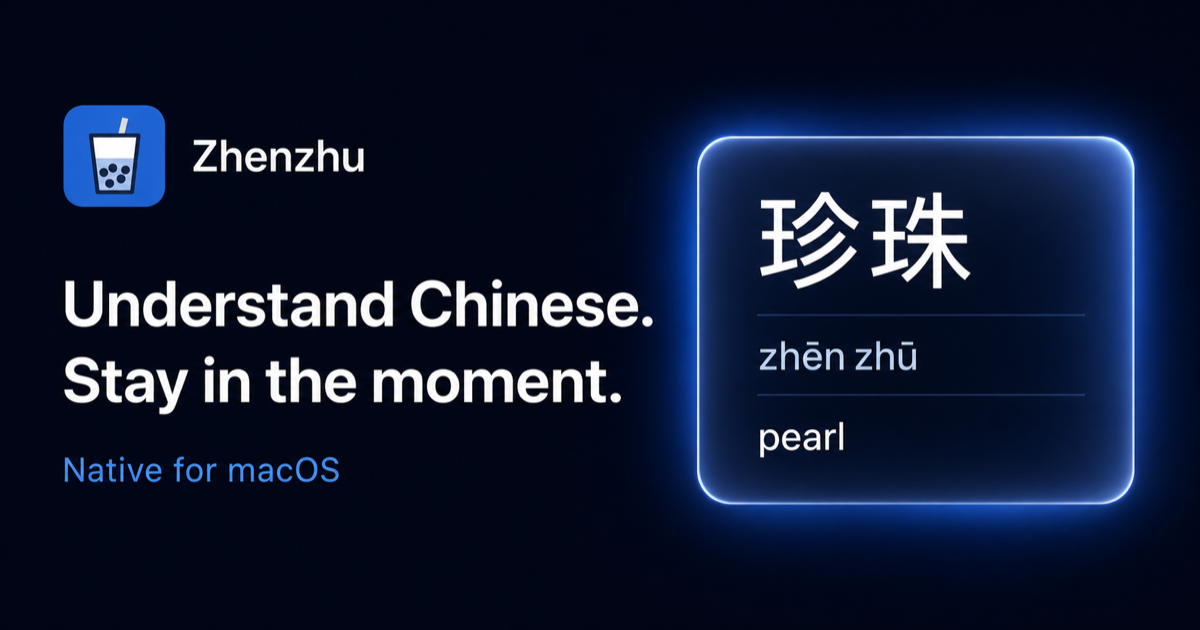 Zhenzhu
Understand Chinese.
Stay in the moment.
Native for macOS
珍珠
zhēn zhū
pearl